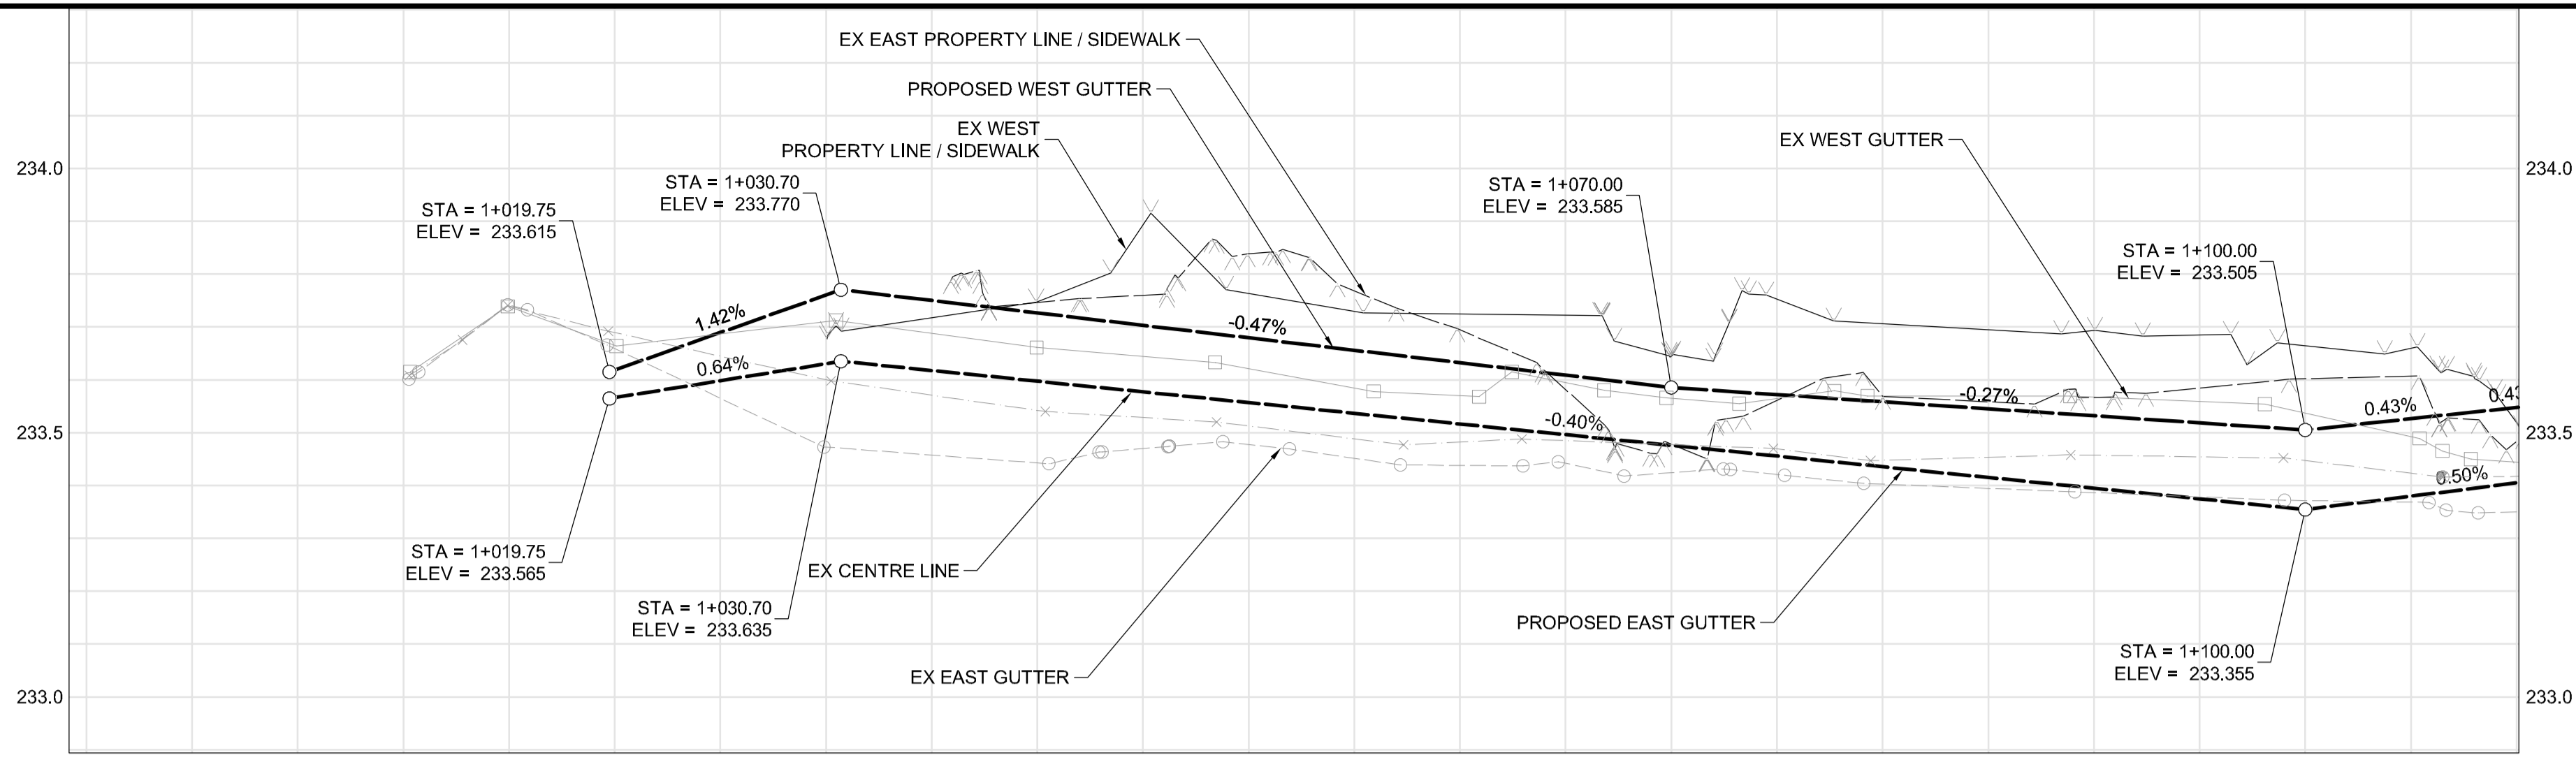 EX EAST PROPERTY LINE / SIDEWALK
PROPOSED WEST GUTTER
EX WEST
PROPERTY LINE / SIDEWALK
EX WEST GUTTER
234.0
234.0
STA = 1+019.75
ELEV = 233.615
STA = 1+030.70
ELEV = 233.770
STA = 1+070.00
ELEV = 233.585
STA = 1+100.00
ELEV = 233.505
1.42%
-0.47%
0.64%
-0.27%
0.43%
-0.40%
0.50%
233.5
233.5
STA = 1+019.75
ELEV = 233.565
STA = 1+030.70
ELEV = 233.635
EX CENTRE LINE
EX EAST GUTTER
PROPOSED EAST GUTTER
STA = 1+100.00
ELEV = 233.355
233.0
233.0